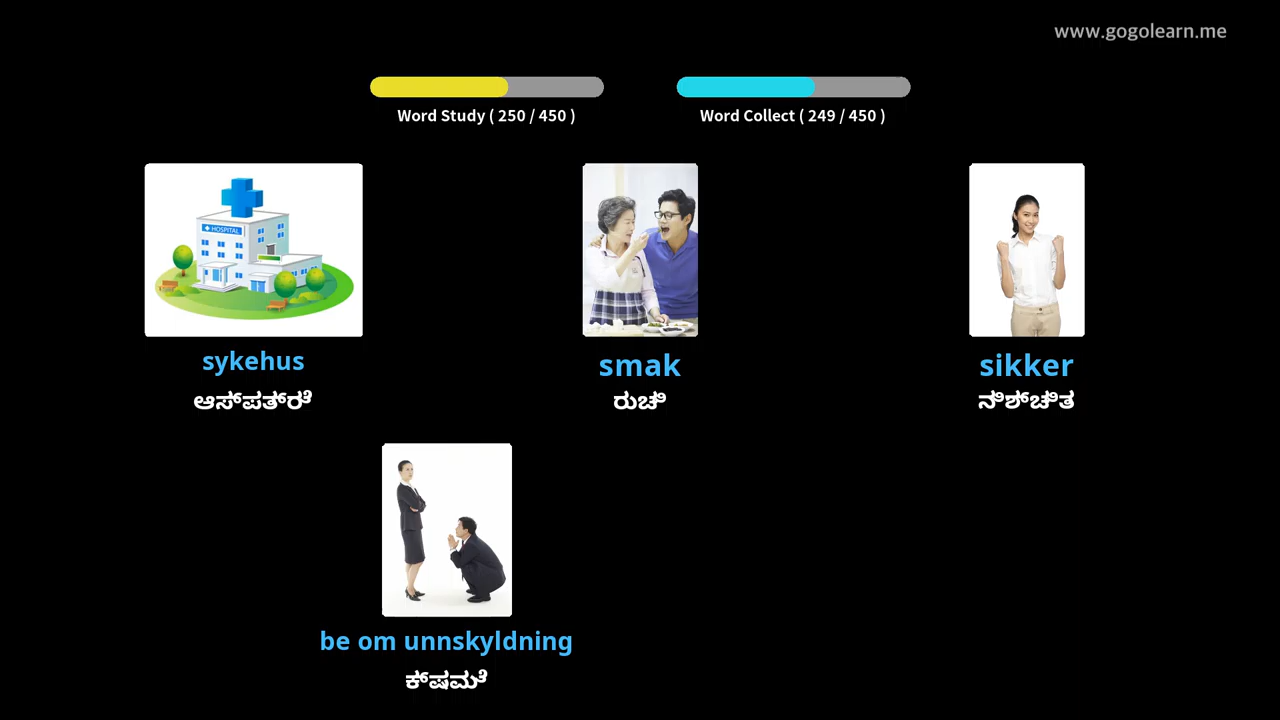 www.gogolearn.me
Word Study ( 250 / 450 )
Word Collect ( 249 / 450 )
HOSPITAL
sykehus
smak
sikker
ಆಸ್ಪತ್ರೆ
ರುಚಿ
ನಿಶ್ಚಿತ
be om unnskyldning
ಕ್ಷಮೆ